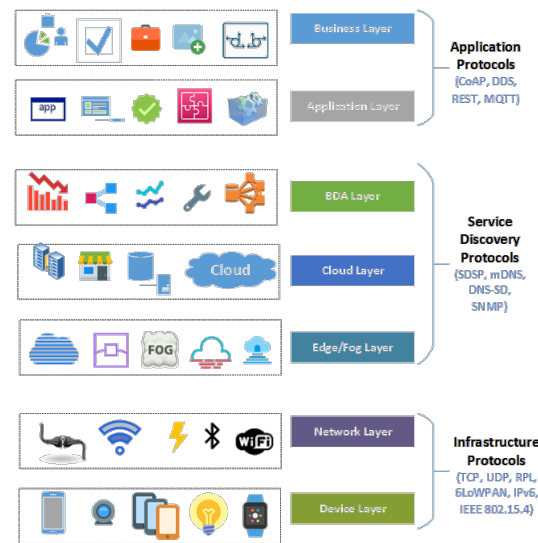 Business Layer
Application
Protocols
(CoAP, DDS,
REST, MQTT)
app
Application Layer
BDA Layer
Service
Discovery
Protocols
(SDSP, mDNS,
DNS-SD,
SNMP)
Cloud
Cloud Layer
FOG
Edge/Fog Layer
WiFi
Network Layer
Infrastructure
Protocols
(TCP, UDP, RPL,
6LoWPAN, IPv6,
IEEE 802.15.4)
Device Layer